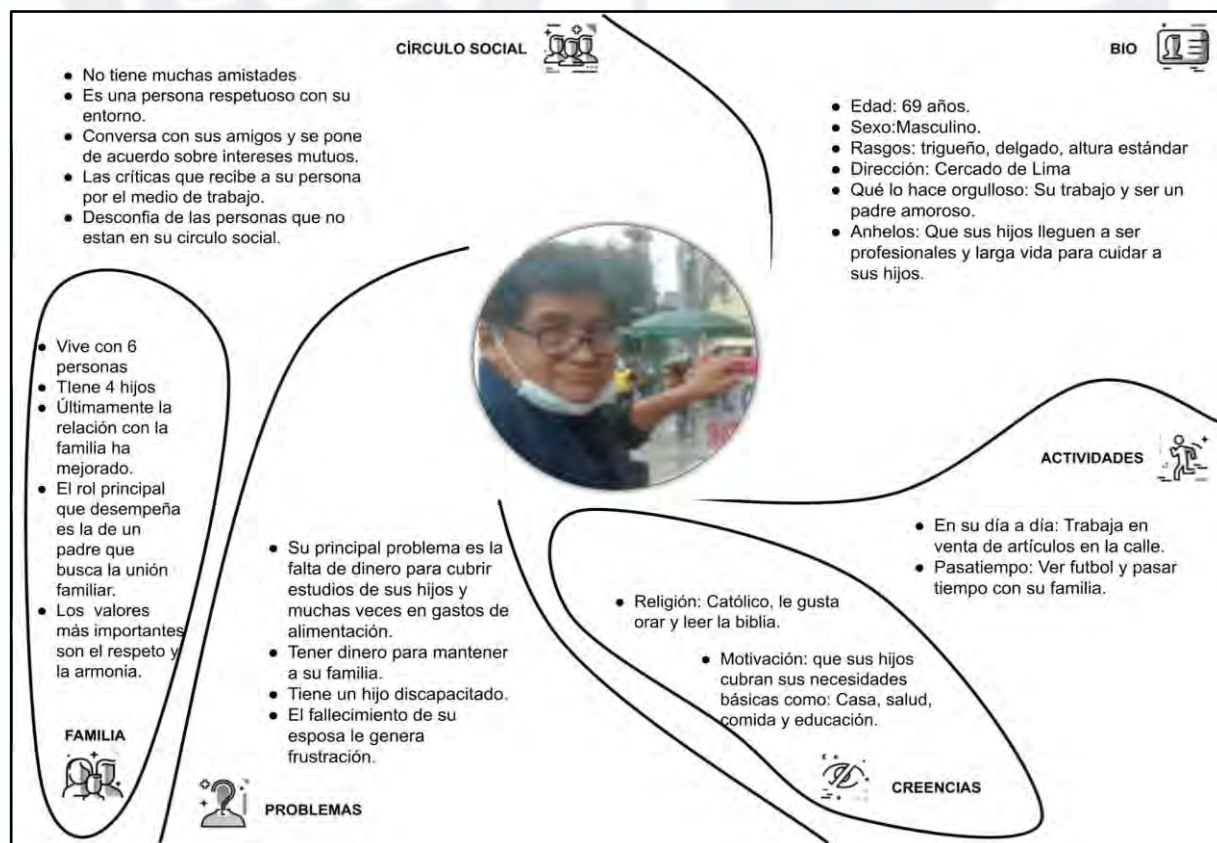 CÍRCULO SOCIAL
● No tiene muchas amistades
● Es una persona respetuoso con su
entorno.
● Conversa con sus amigos y se pone
de acuerdo sobre intereses mutuos.
● Las críticas que recibe a su persona
por el medio de trabajo.
● Desconfia de las personas que no
estan en su circulo social.
BIO
● Edad: 69 años.
● Sexo:Masculino.
● Rasgos: trigueño, delgado, altura estándar
● Dirección: Cercado de Lima
● Qué lo hace orgulloso: Su trabajo y ser un
padre amoroso.
● Anhelos: Que sus hijos lleguen a ser
profesionales y larga vida para cuidar a
sus hijos.
● Vive con 6
personas
● TIene 4 hijos
● Últimamente la
relación con la
familia ha
mejorado.
● El rol principal
que desempeña
es la de un
padre que
busca la unión
familiar.
● Los valores
más importantes
son el respeto y
la armonia.
FAMILIA
● Su principal problema es la
falta de dinero para cubrir
estudios de sus hijos y
muchas veces en gastos de
alimentación.
● Tener dinero para mantener
a su familia.
● Tiene un hijo discapacitado.
● El fallecimiento de su
esposa le genera
frustración.
PROBLEMAS
ACTIVIDADES
● En su día a día: Trabaja en
venta de artículos en la calle.
● Pasatiempo: Ver futbol y pasar
tiempo con su familia.
● Religión: Católico, le gusta
orar y leer la biblia.
● Motivación: que sus hijos
cubran sus necesidades
básicas como: Casa, salud,
comida y educación.
CREENCIAS